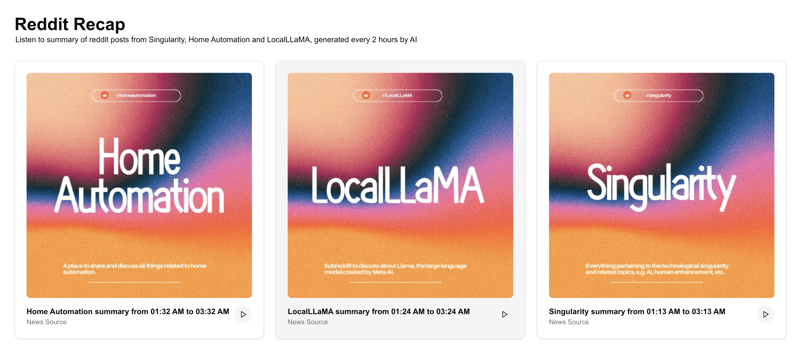 Reddit Recap
Listen to summary of reddit posts from Singularity, Home Automation and LocalLLaMA, generated every 2 hours by AI
r/homeautomation
Home
Automation
A place to share and discuss all things related to home
automation.
Home Automation summary from 01:32 AM to 03:32 AM
News Source
r/LocalLLaMA
LocalLLaMA
Subreddit to discuss about Llama, the large language
model created by Meta AI.
LocalLLaMA summary from 01:24 AM to 03:24 AM
News Source
r/singularity
Singularity
Everything pertaining to the technological singularity
and related topics, e.g. AI, human enhancement, etc.
Singularity summary from 01:13 AM to 03:13 AM
News Source